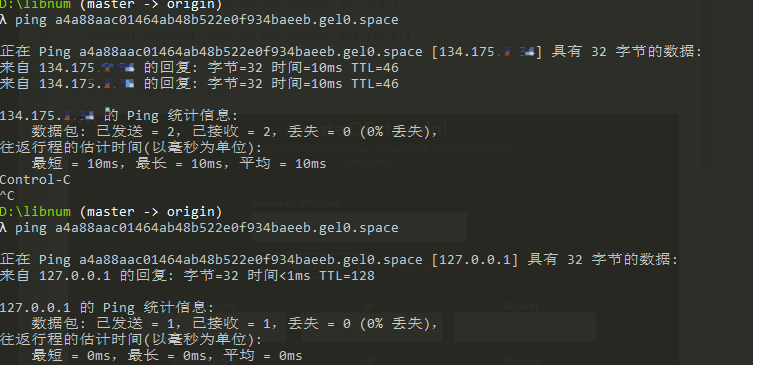 D:\libnum (master -> origin)
λ ping a4a88aac01464ab48b522e0f934baeeb.gel0.space
正在 Ping a4a88aac01464ab48b522e0f934baeeb.gel0.space [134.175. ] 具有 32 字节的数据:
来自 134.175. 的回复: 字节=32 时间=10ms TTL=46
来自 134.175. 的回复: 字节=32 时间=10ms TTL=46
134.175. 的 Ping 统计信息:
数据包: 已发送 = 2, 已接收 = 2, 丢失 = 0 (0% 丢失),
往返行程的估计时间(以毫秒为单位):
最短 = 10ms, 最长 = 10ms, 平均 = 10ms
Control-C
^C
D:\libnum (master -> origin)
λ ping a4a88aac01464ab48b522e0f934baeeb.gel0.space
正在 Ping a4a88aac01464ab48b522e0f934baeeb.gel0.space [127.0.0.1] 具有 32 字节的数据:
来自 127.0.0.1 的回复: 字节=32 时间<1ms TTL=128
127.0.0.1 的 Ping 统计信息:
数据包: 已发送 = 1, 已接收 = 1, 丢失 = 0 (0% 丢失),
往返行程的估计时间(以毫秒为单位):
最短 = 0ms, 最长 = 0ms, 平均 = 0ms